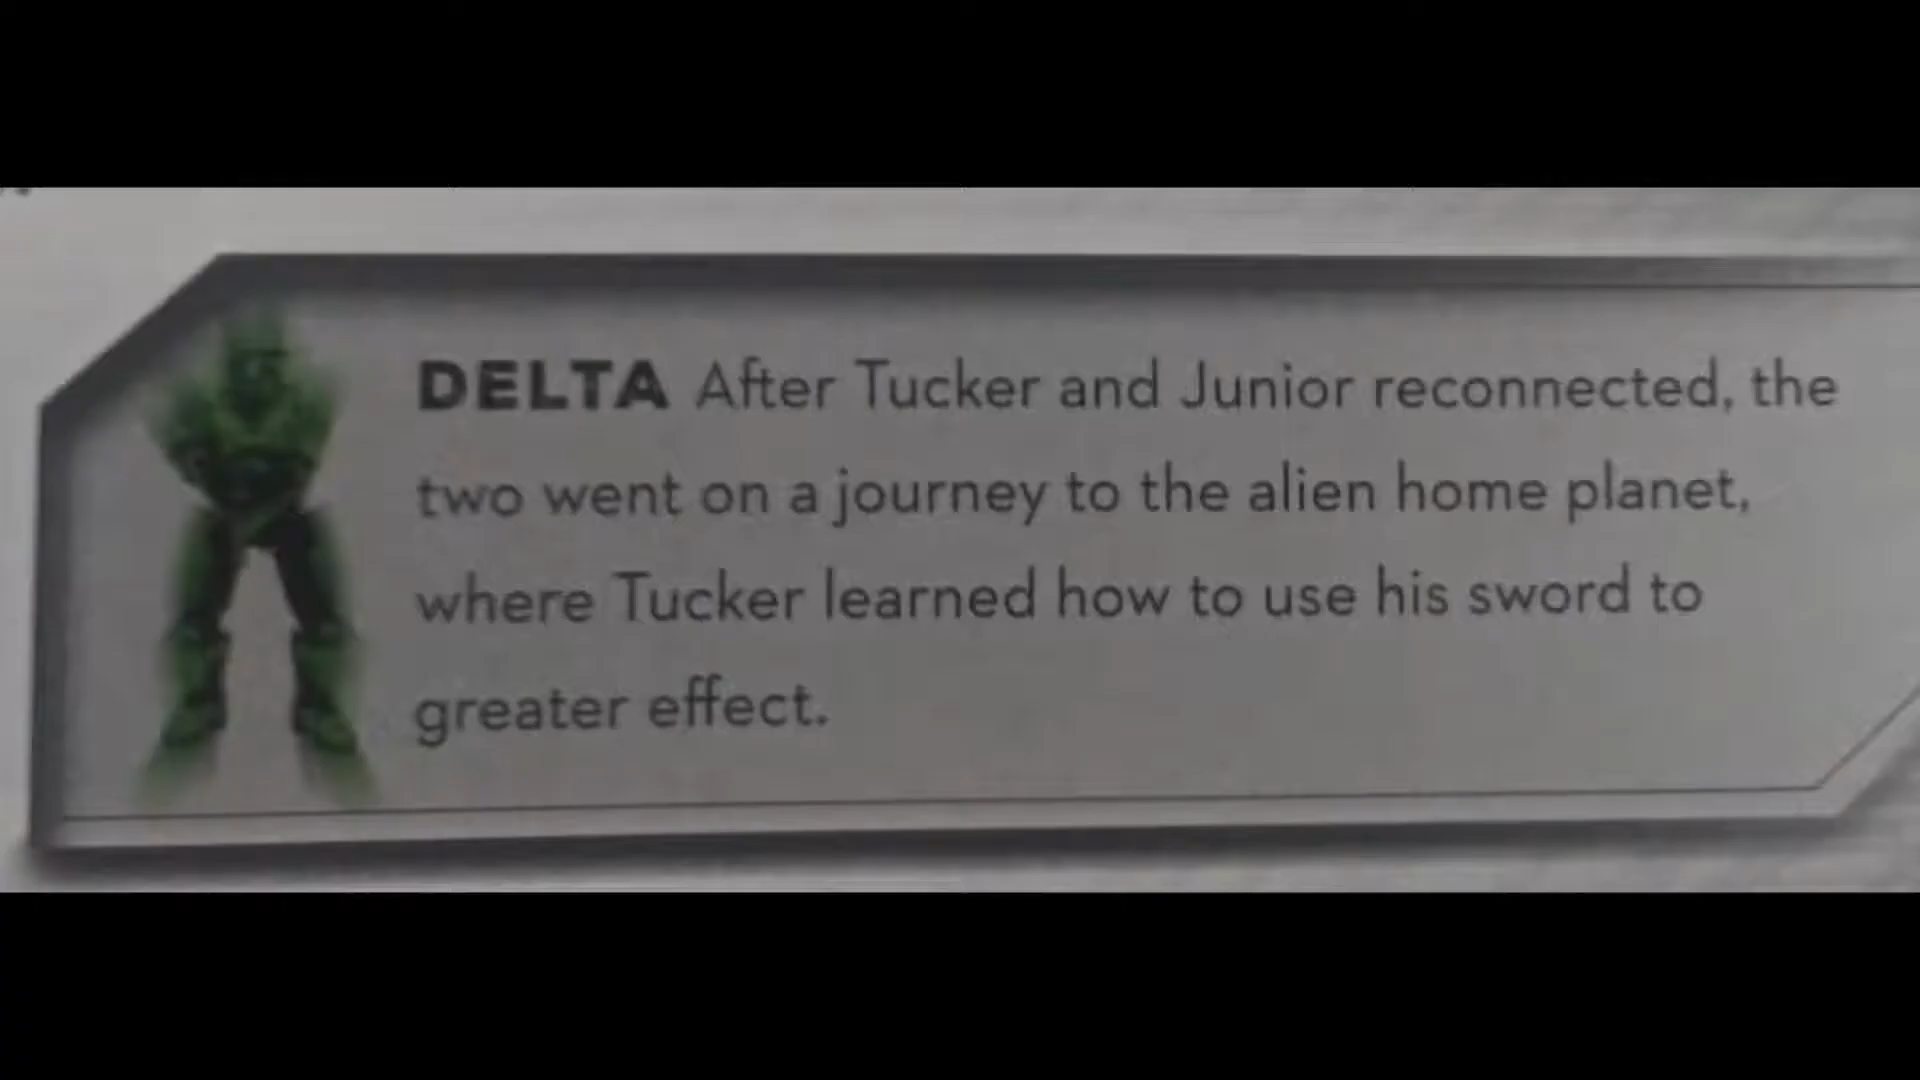 DELTA After Tucker and Junior reconnected, the
two went on a journey to the alien home planet,
where Tucker learned how to use his sword to
greater effect.